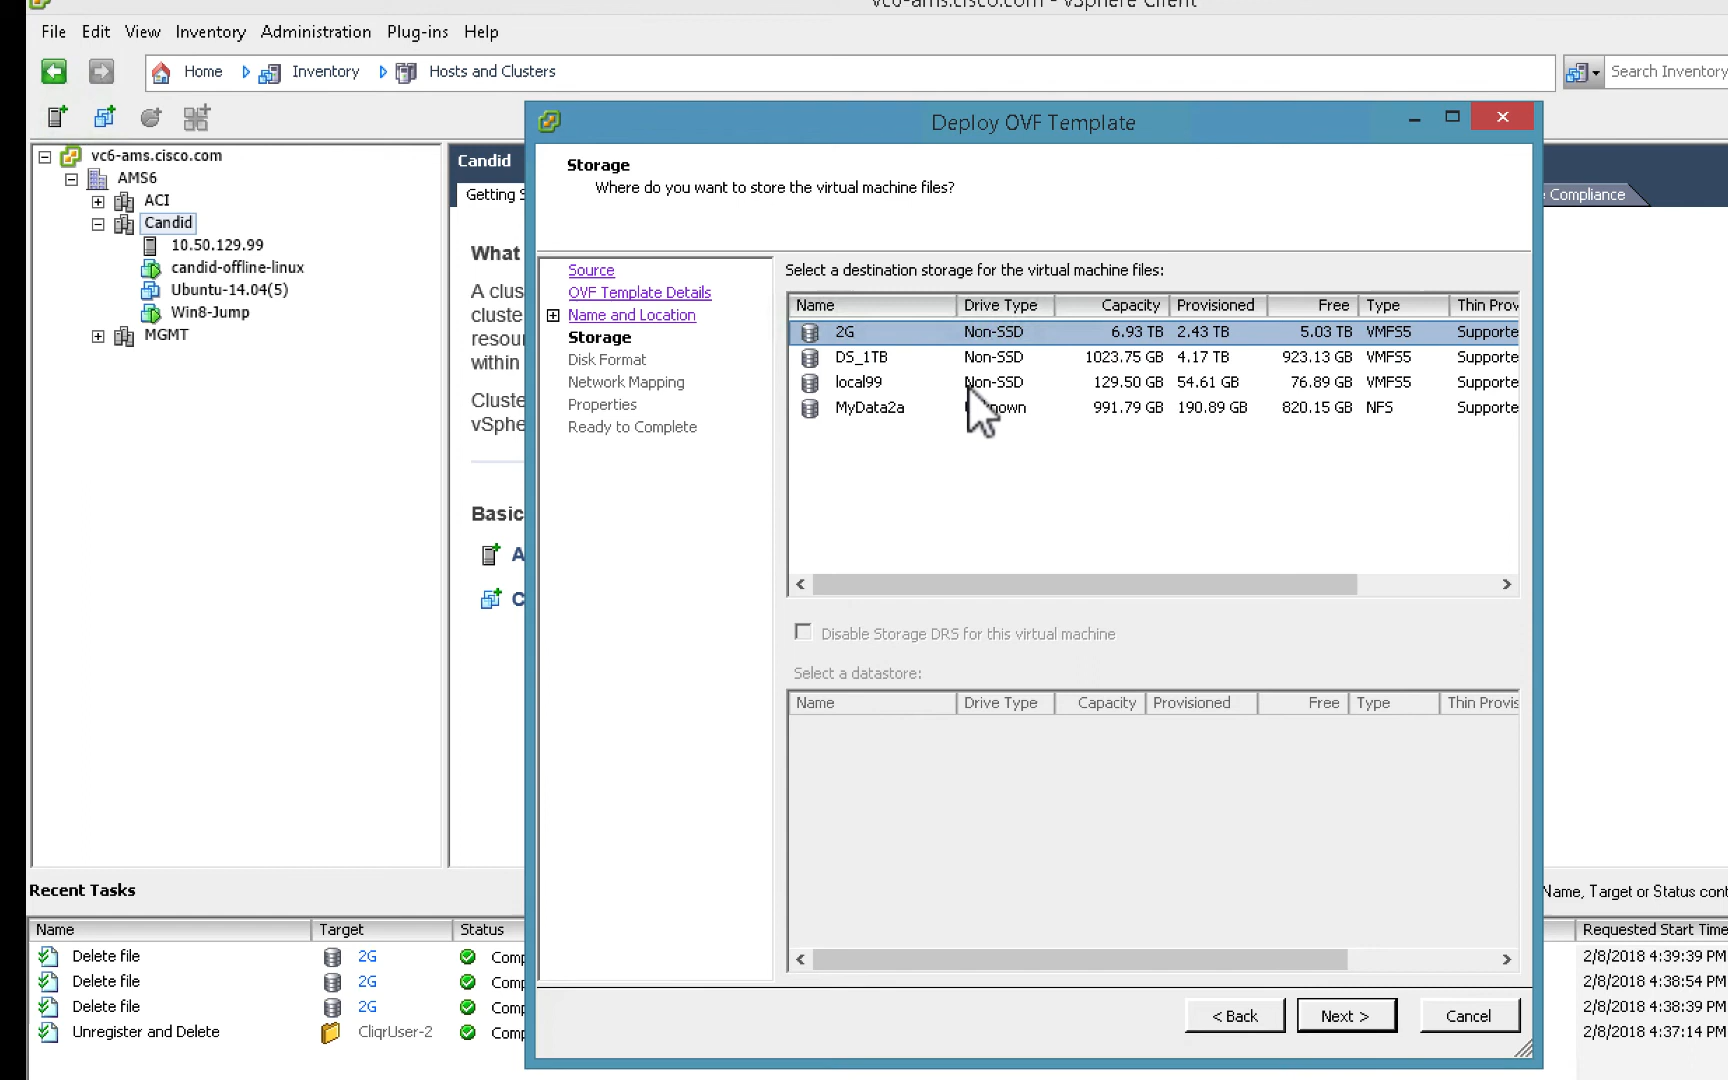 vc6-ams.cisco.com - vSphere Client
File Edit View Inventory Administration Plug-ins Help
Home Inventory Hosts and Clusters
Search Inventory
Deploy OVF Template
vc6-ams.cisco.com
AMS6
ACI
Candid
10.50.129.99
candid-offline-linux
Ubuntu-14.04(5)
Win8-Jump
MGMT
Candid
Getting S
Compliance
What
A clus
cluste
resour
within
Cluste
vSphe
Basic
A
C
Storage
Where do you want to store the virtual machine files?
Source
OVF Template Details
Name and Location
Storage
Disk Format
Network Mapping
Properties
Ready to Complete
Select a destination storage for the virtual machine files:
Name Drive Type Capacity Provisioned Free Type Thin Prov
2G Non-SSD 6.93 TB 2.43 TB 5.03 TB VMFS5 Supporte
DS_1TB Non-SSD 1023.75 GB 4.17 TB 923.13 GB VMFS5 Supporte
local99 Non-SSD 129.50 GB 54.61 GB 76.89 GB VMFS5 Supporte
MyData2a 991.79 GB 190.89 GB 820.15 GB NFS Supporte
Disable Storage DRS for this virtual machine
Select a datastore:
Name Drive Type Capacity Provisioned Free Type Thin Provis
< Back Next > Cancel
Recent Tasks
Name, Target or Status cont
Name Target Status Requested Start Time
Delete file 2G Comp 2/8/2018 4:39:39 PM
Delete file 2G Comp 2/8/2018 4:38:54 PM
Delete file 2G Comp 2/8/2018 4:38:39 PM
Unregister and Delete CliqrUser-2 Comp 2/8/2018 4:37:14 PM